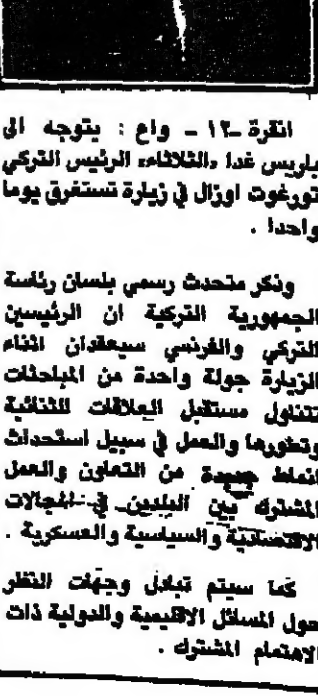 انقرة -١٢ - واع : يتوجه الى
باريس غدا «الثلاثاء» الرئيس التركي
تورغوت اوزال في زيارة تستغرق يوما
واحدا .
وذكر متحدث رسمي بلسان رئاسة
الجمهورية التركية ان الرئيسين
التركي والفرنسي سيعقدان اثناء
الزيارة جولة واحدة من المباحثات
تتناول مستقبل العلاقات الثنائية
وتطورها والعمل في سبيل استحداث
انماط جديدة من التعاون والعمل
المشترك بين البلدين في المجالات
الاقتصادية والسياسية والعسكرية .
كما سيتم تبادل وجهات النظر
حول المسائل الاقليمية والدولية ذات
الاهتمام المشترك .